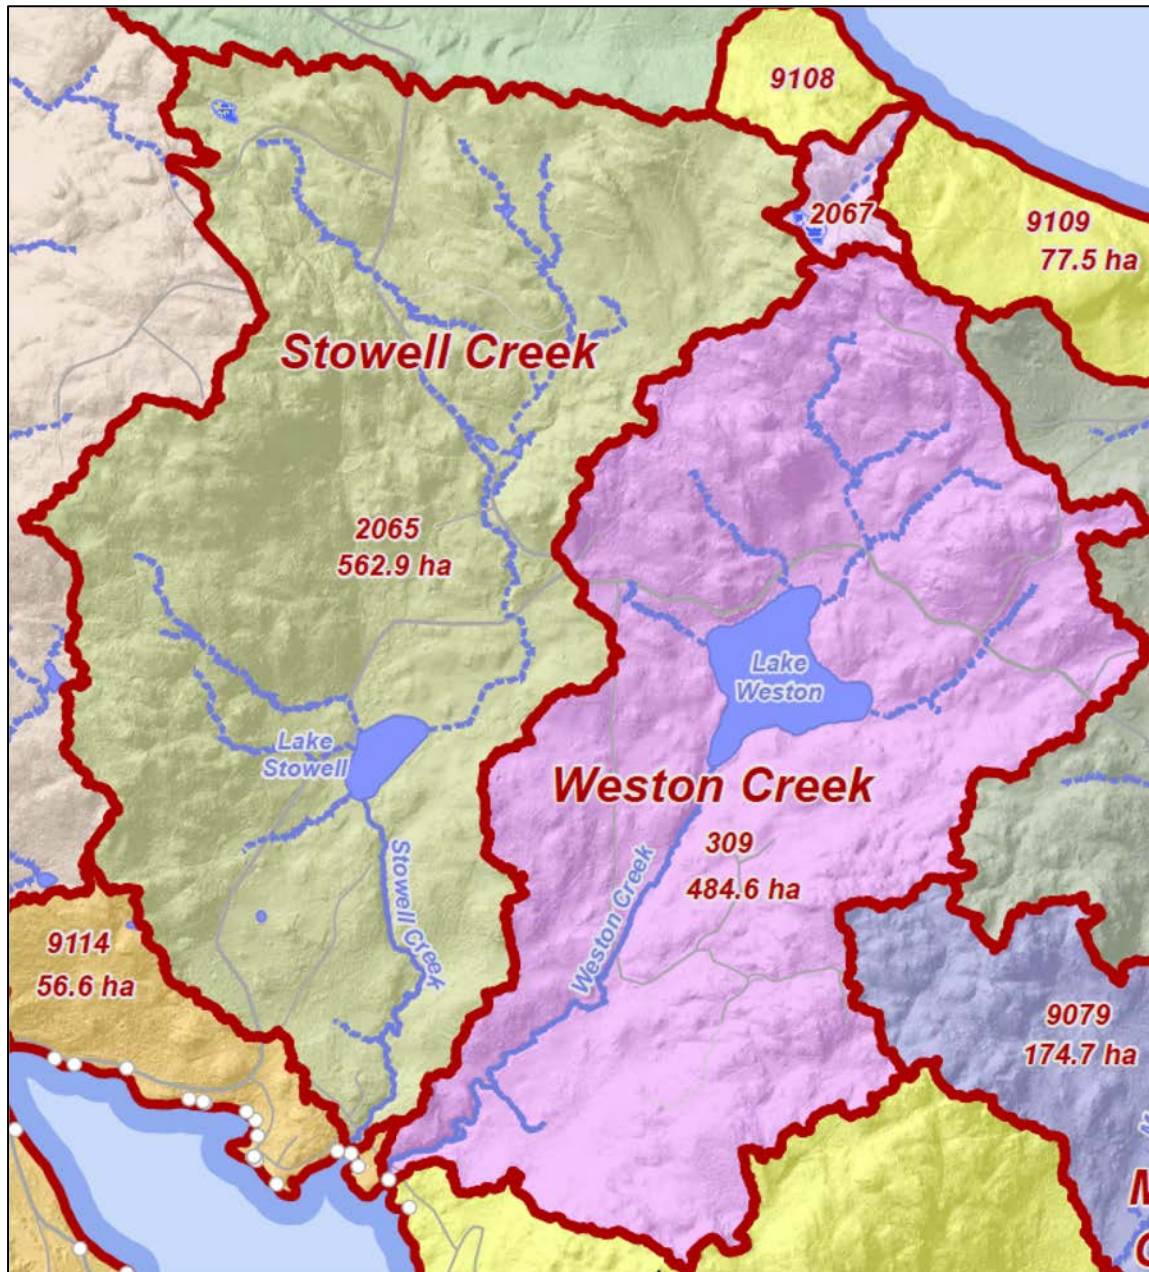 9108
2067
9109
77.5 ha
Stowell Creek
2065
562.9 ha
Lake
Weston
Lake
Stowell
Weston Creek
309
484.6 ha
Stowell Creek
Weston Creek
9114
56.6 ha
9079
174.7 ha